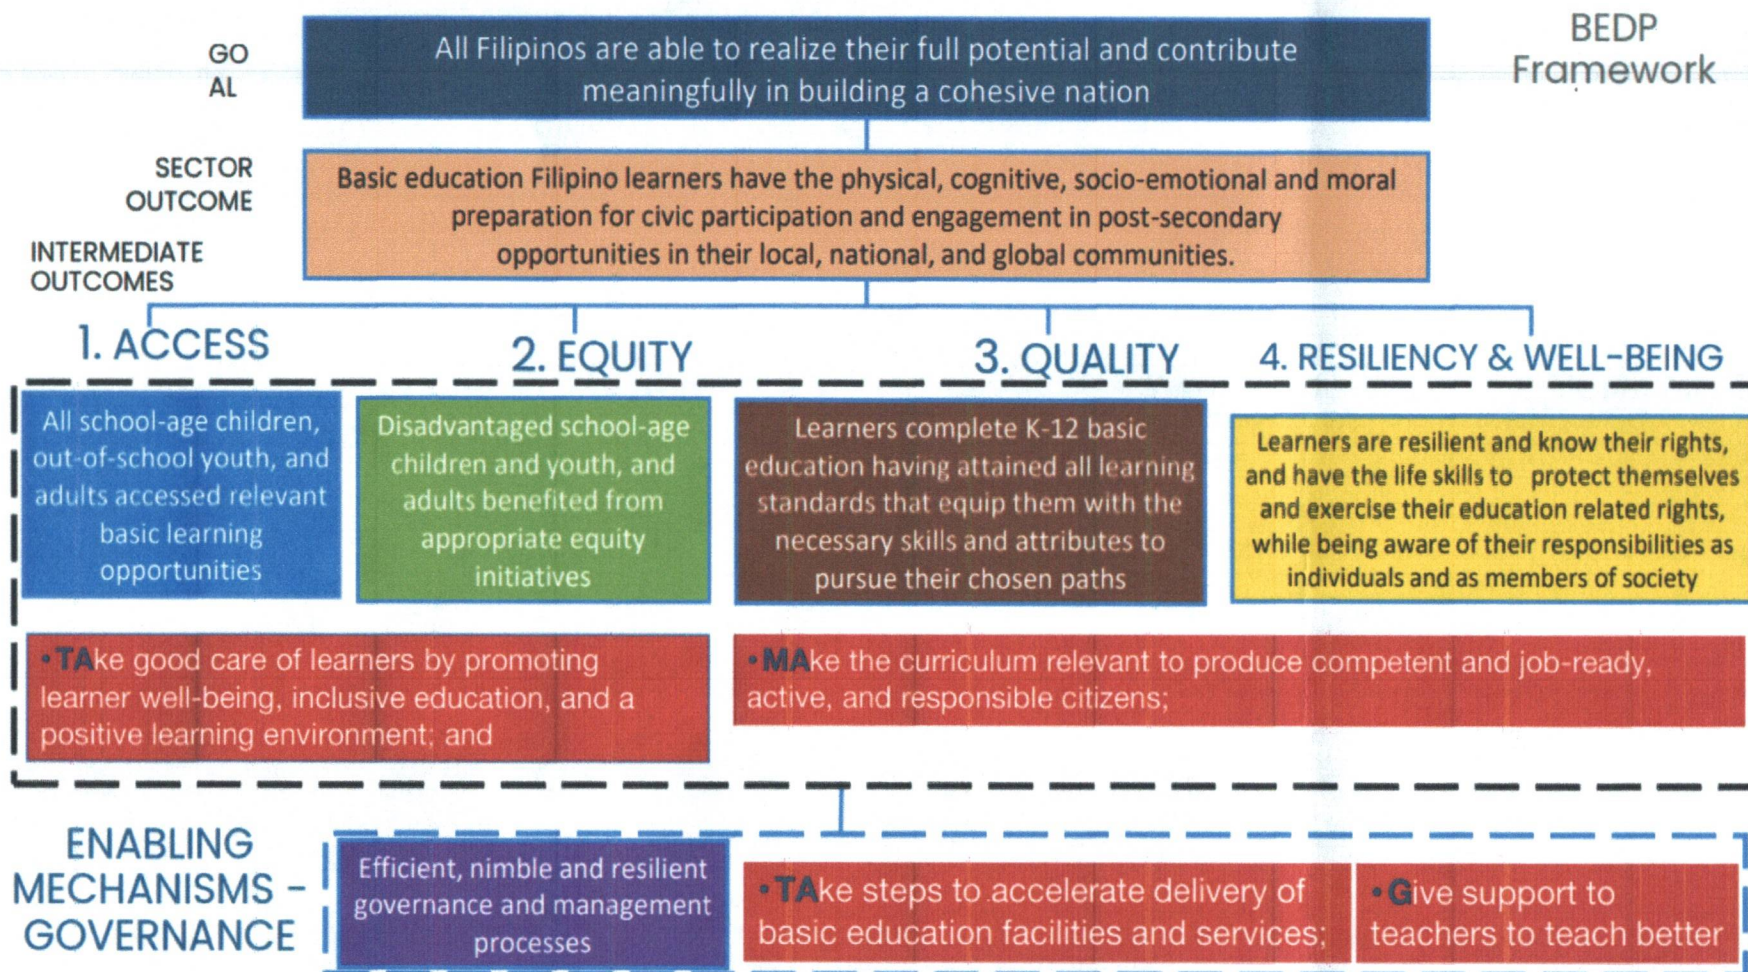 BEDP
Framework
GO
AL
All Filipinos are able to realize their full potential and contribute
meaningfully in building a cohesive nation
SECTOR
OUTCOME
Basic education Filipino learners have the physical, cognitive, socio-emotional and moral
preparation for civic participation and engagement in post-secondary
opportunities in their local, national, and global communities.
INTERMEDIATE
OUTCOMES
1. ACCESS
2. EQUITY
3. QUALITY
4. RESILIENCY & WELL-BEING
All school-age children,
out-of-school youth, and
adults accessed relevant
basic learning
opportunities
Disadvantaged school-age
children and youth, and
adults benefited from
appropriate equity
initiatives
Learners complete K-12 basic
education having attained all learning
standards that equip them with the
necessary skills and attributes to
pursue their chosen paths
Learners are resilient and know their rights,
and have the life skills to protect themselves
and exercise their education related rights,
while being aware of their responsibilities as
individuals and as members of society
•TAke good care of learners by promoting
learner well-being, inclusive education, and a
positive learning environment; and
•MAke the curriculum relevant to produce competent and job-ready,
active, and responsible citizens;
ENABLING
MECHANISMS -
GOVERNANCE
Efficient, nimble and resilient
governance and management
processes
•TAke steps to accelerate delivery of
basic education facilities and services;
•Give support to
teachers to teach better